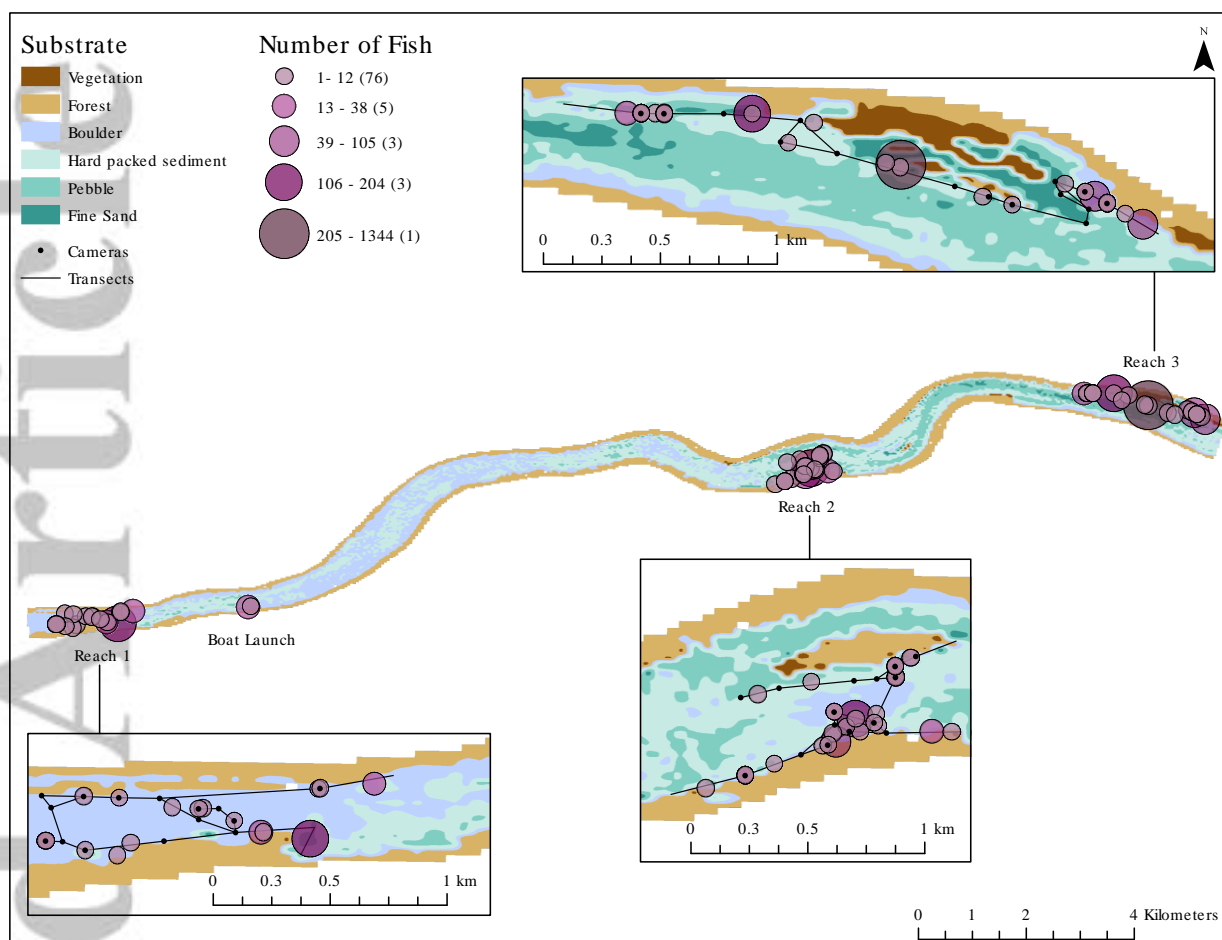 Substrate
Vegetation
Forest
Boulder
Hard packed sediment
Pebble
Fine Sand
Cameras
Transects
Number of Fish
1- 12 (76)
13 - 38 (5)
39 - 105 (3)
106 - 204 (3)
205 - 1344 (1)
N
0 0.3 0.5 1 km
Reach 3
Reach 2
Boat Launch
Reach 1
0 0.5 1 km
0 0.3 0.5 1 km
0 1 2 4 Kilometers
d Article